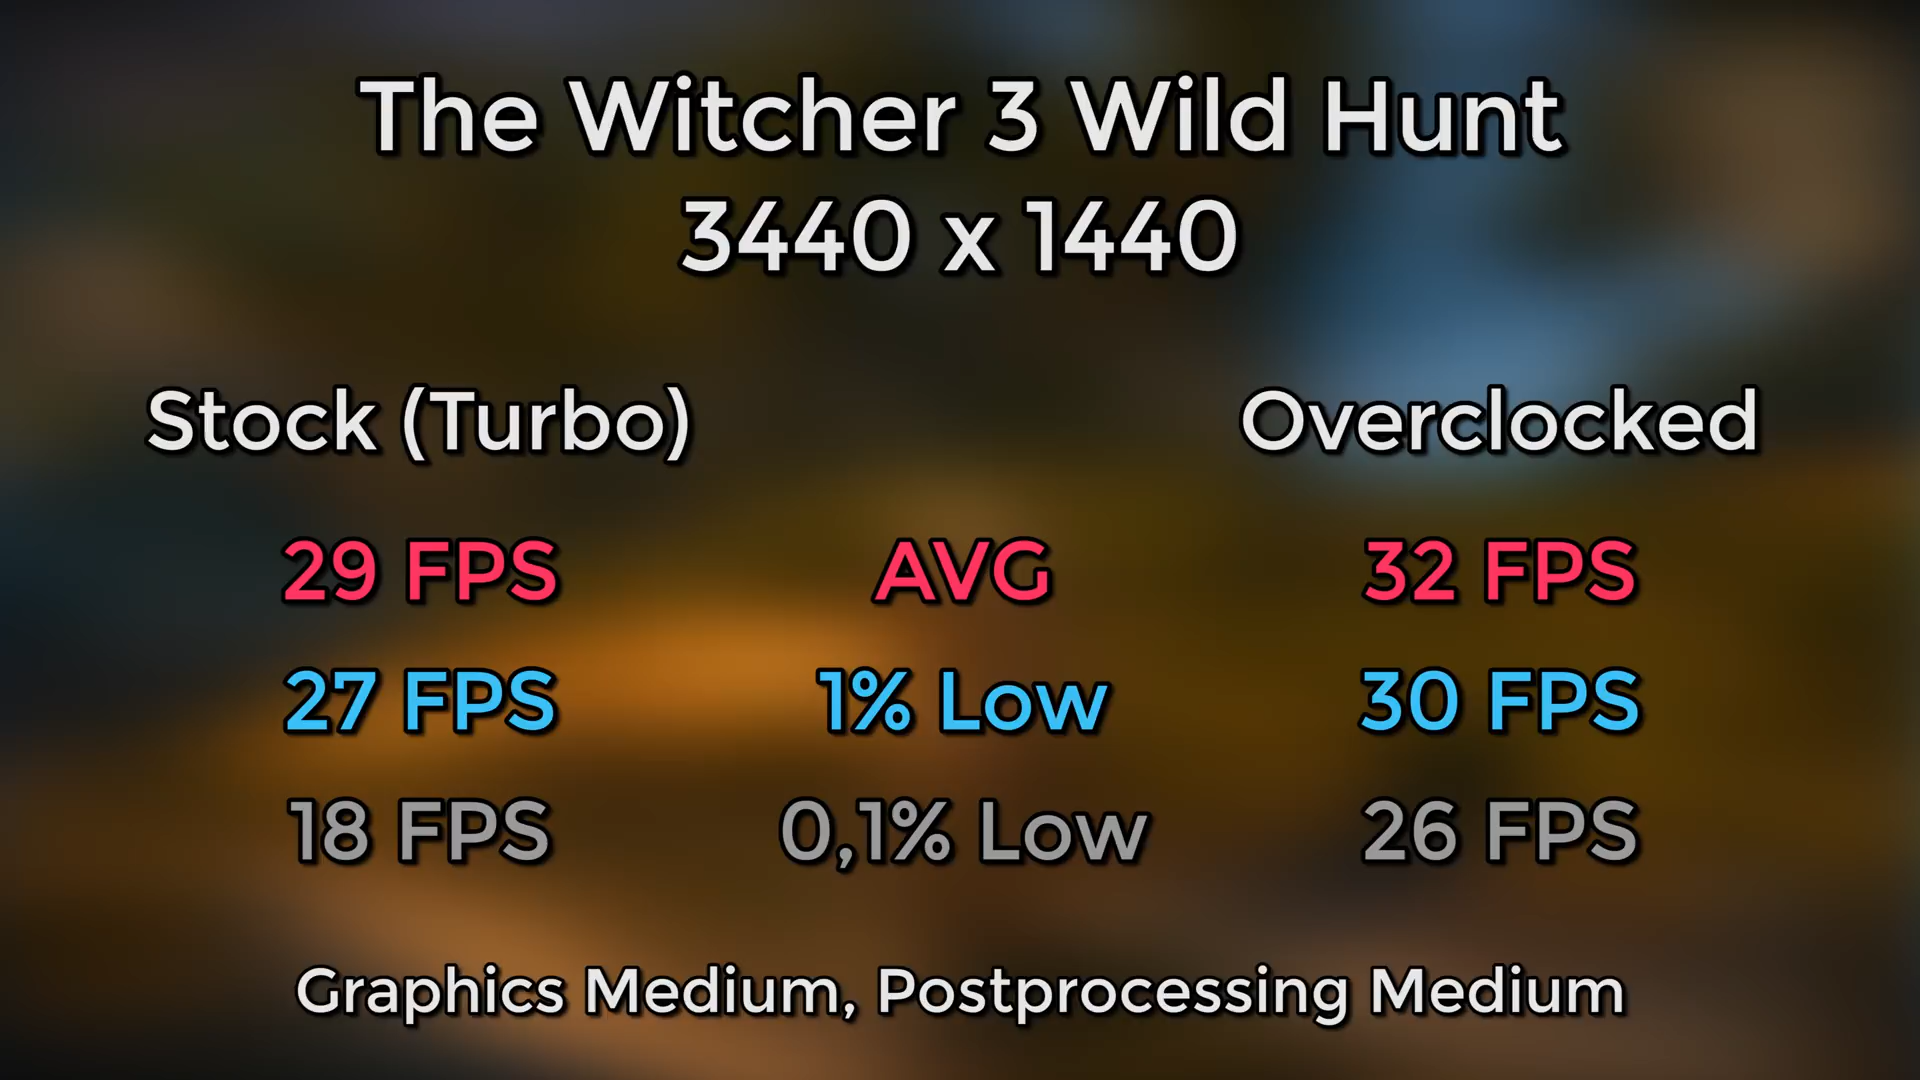 The Witcher 3 Wild Hunt
3440 x 1440
Stock (Turbo) Overclocked
29 FPS AVG 32 FPS
27 FPS 1% Low 30 FPS
18 FPS 0,1% Low 26 FPS
Graphics Medium, Postprocessing Medium